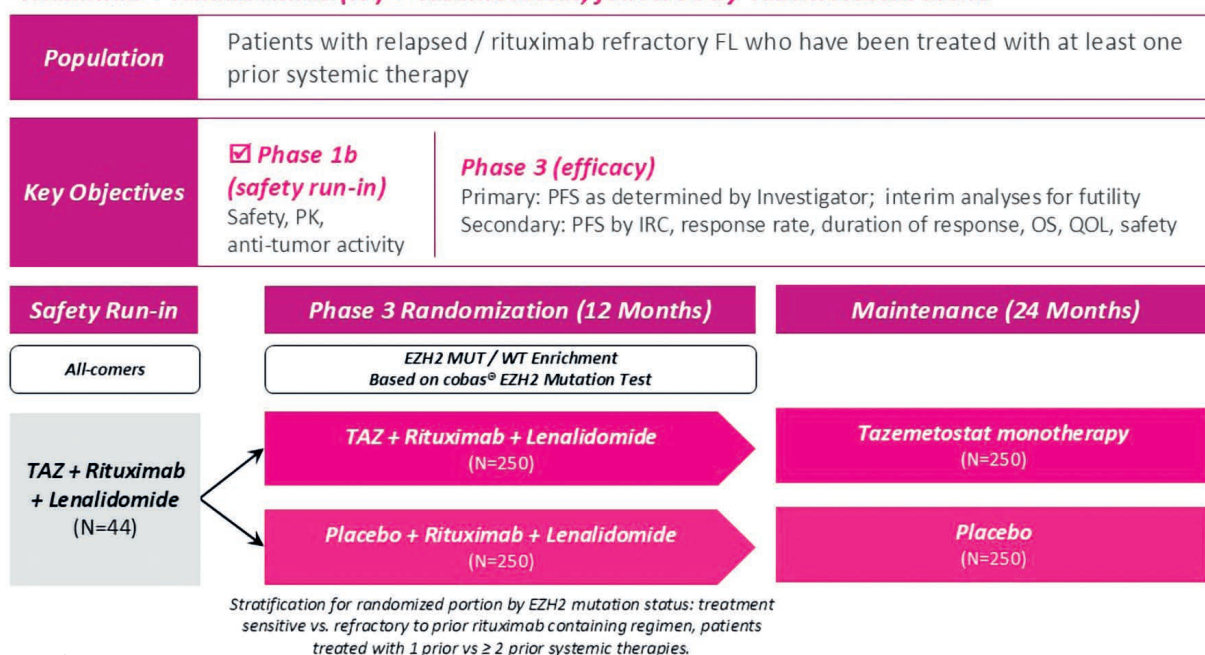 Population
Patients with relapsed / rituximab refractory FL who have been treated with at least one
prior systemic therapy
Key Objectives
☑ Phase 1b
(safety run-in)
Safety, PK,
anti-tumor activity
Phase 3 (efficacy)
Primary: PFS as determined by Investigator; interim analyses for futility
Secondary: PFS by IRC, response rate, duration of response, OS, QOL, safety
Safety Run-in
Phase 3 Randomization (12 Months)
Maintenance (24 Months)
All-comers
EZH2 MUT / WT Enrichment
Based on cobas® EZH2 Mutation Test
TAZ + Rituximab
+ Lenalidomide
(N=44)
TAZ + Rituximab + Lenalidomide
(N=250)
Tazemetostat monotherapy
(N=250)
Placebo + Rituximab + Lenalidomide
(N=250)
Placebo
(N=250)
Stratification for randomized portion by EZH2 mutation status: treatment
sensitive vs. refractory to prior rituximab containing regimen, patients
treated with 1 prior vs ≥ 2 prior systemic therapies.